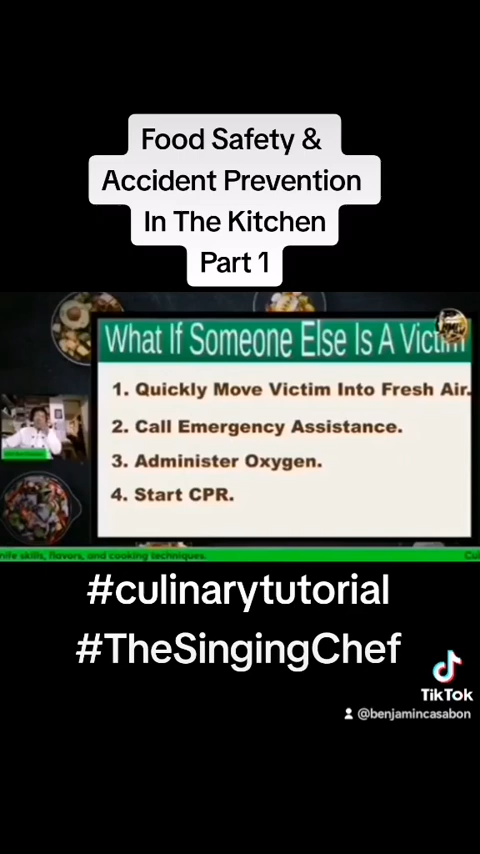 Food Safety &
Accident Prevention
In The Kitchen
Part 1
What If Someone Else Is A Victim
1. Quickly Move Victim Into Fresh Air.
2. Call Emergency Assistance.
3. Administer Oxygen.
4. Start CPR.
nife skills, flavors, and cooking techniques.
Cul
#culinarytutorial
#TheSingingChef
TikTok
@benjamincasabon